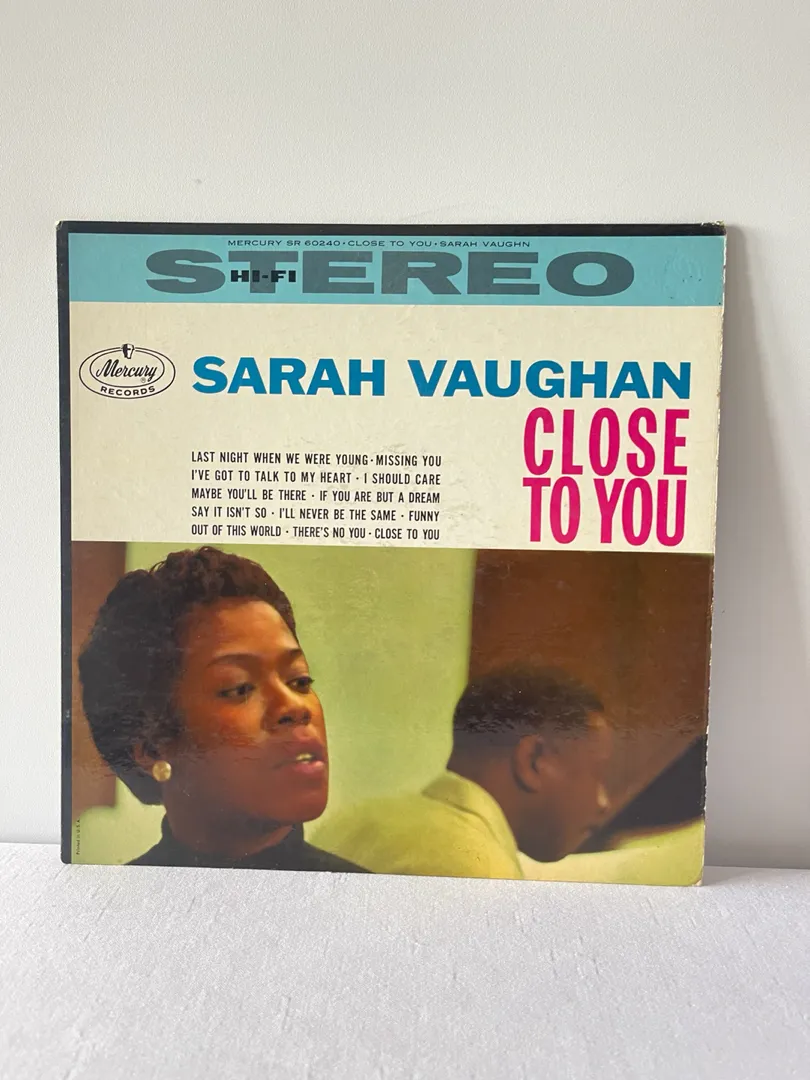 MERCURY SR 60240 · CLOSE TO YOU · SARAH VAUGHN
STEREO
HI-FI
Mercury
®
RECORDS
SARAH VAUGHAN
CLOSE
TO YOU
LAST NIGHT WHEN WE WERE YOUNG · MISSING YOU
I'VE GOT TO TALK TO MY HEART · I SHOULD CARE
MAYBE YOU'LL BE THERE · IF YOU ARE BUT A DREAM
SAY IT ISN'T SO · I'LL NEVER BE THE SAME · FUNNY
OUT OF THIS WORLD · THERE'S NO YOU · CLOSE TO YOU
Printed in U.S.A.